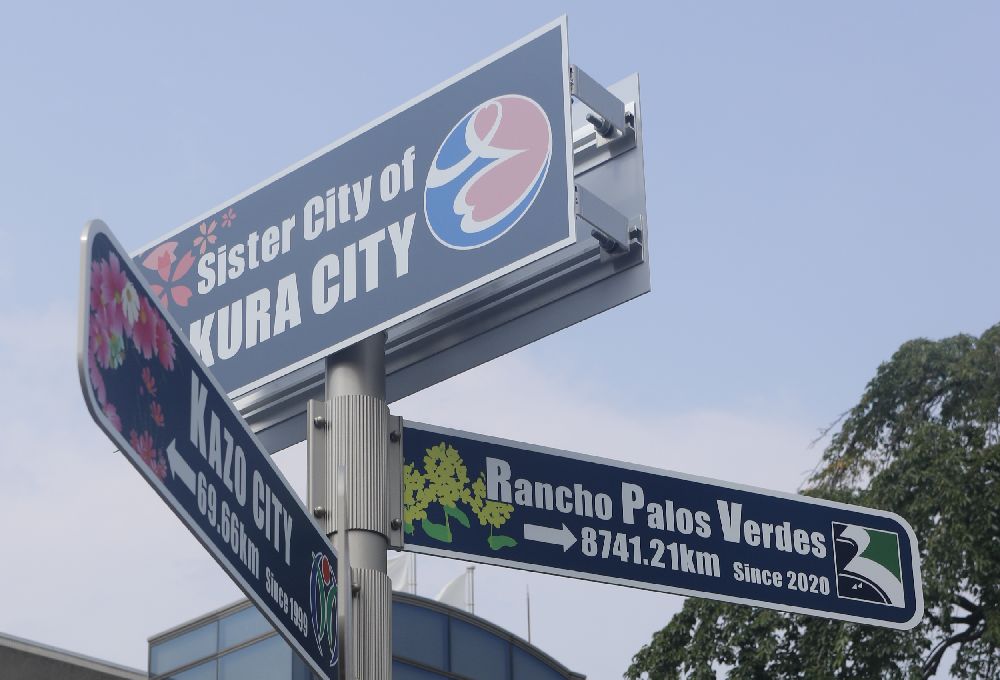 Sister City of
KURA CITY
KAZO CITY
69.66km Since 1999
Rancho Palos Verdes
8741.21km Since 2020